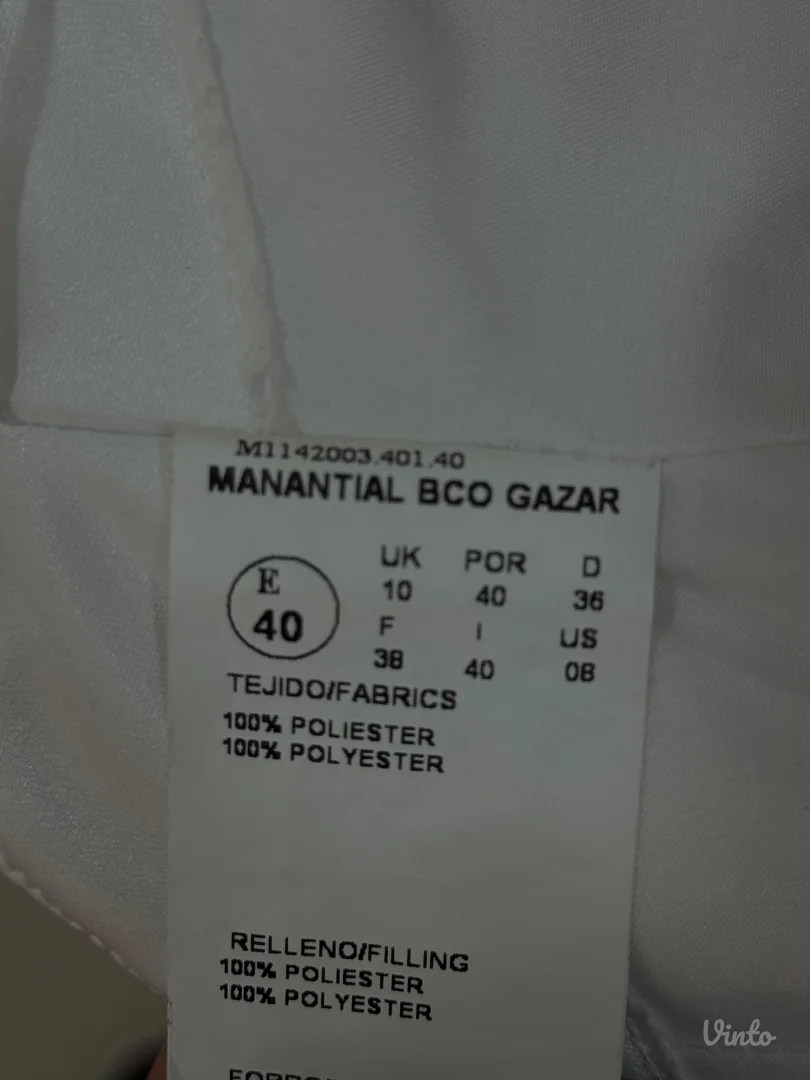 M1142003.401.40
MANANTIAL BCO GAZAR
E 40
UK POR D
10 40 36
F I US
38 40 08
TEJIDO/FABRICS
100% POLIESTER
100% POLYESTER
RELLENO/FILLING
100% POLIESTER
100% POLYESTER
Vinto